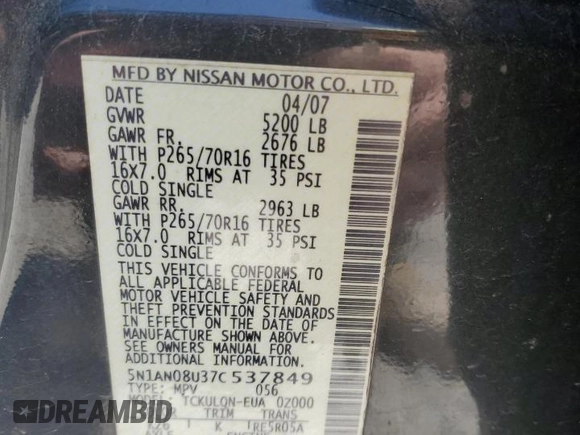 MFD BY NISSAN MOTOR CO., LTD.
DATE 04/07
GVWR 5200 LB
GAWR FR. 2676 LB
WITH P265/70R16 TIRES
16X7.0 RIMS AT 35 PSI
COLD SINGLE
GAWR RR. 2963 LB
WITH P265/70R16 TIRES
16X7.0 RIMS AT 35 PSI
COLD SINGLE
THIS VEHICLE CONFORMS TO
ALL APPLICABLE FEDERAL
MOTOR VEHICLE SAFETY AND
THEFT PREVENTION STANDARDS
IN EFFECT ON THE DATE OF
MANUFACTURE SHOWN ABOVE.
SEE OWNERS MANUAL FOR
ADDITIONAL INFORMATION
5N1AN08U37C537849
TYPE: MPV 056
TCKULQN-EUA 02000
TRIM TRANS
K RE5R05A
DREAMBID